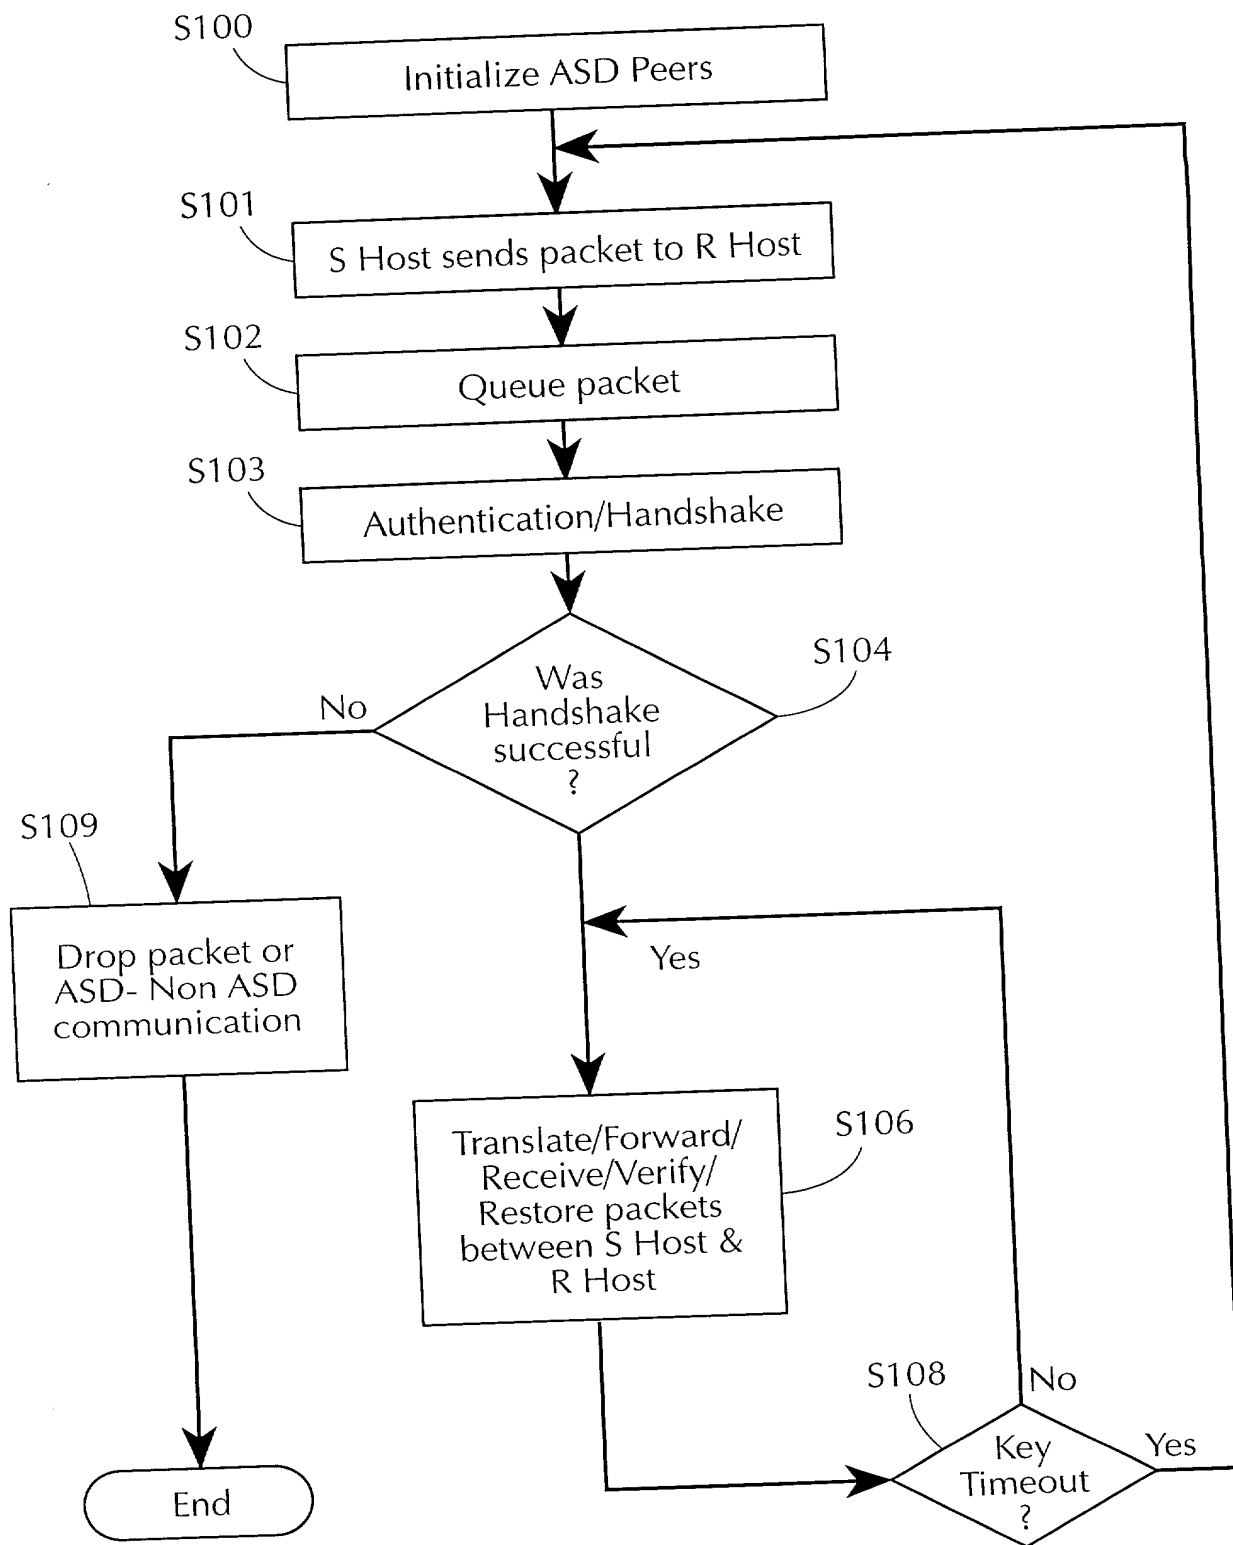 S100
Initialize ASD Peers
S101
S Host sends packet to R Host
S102
Queue packet
S103
Authentication/Handshake
S104
Was
Handshake
successful
?
No
Yes
S109
Drop packet or
ASD- Non ASD
communication
S106
Translate/Forward/
Receive/Verify/
Restore packets
between S Host &
R Host
S108
No
Key
Timeout
?
Yes
End